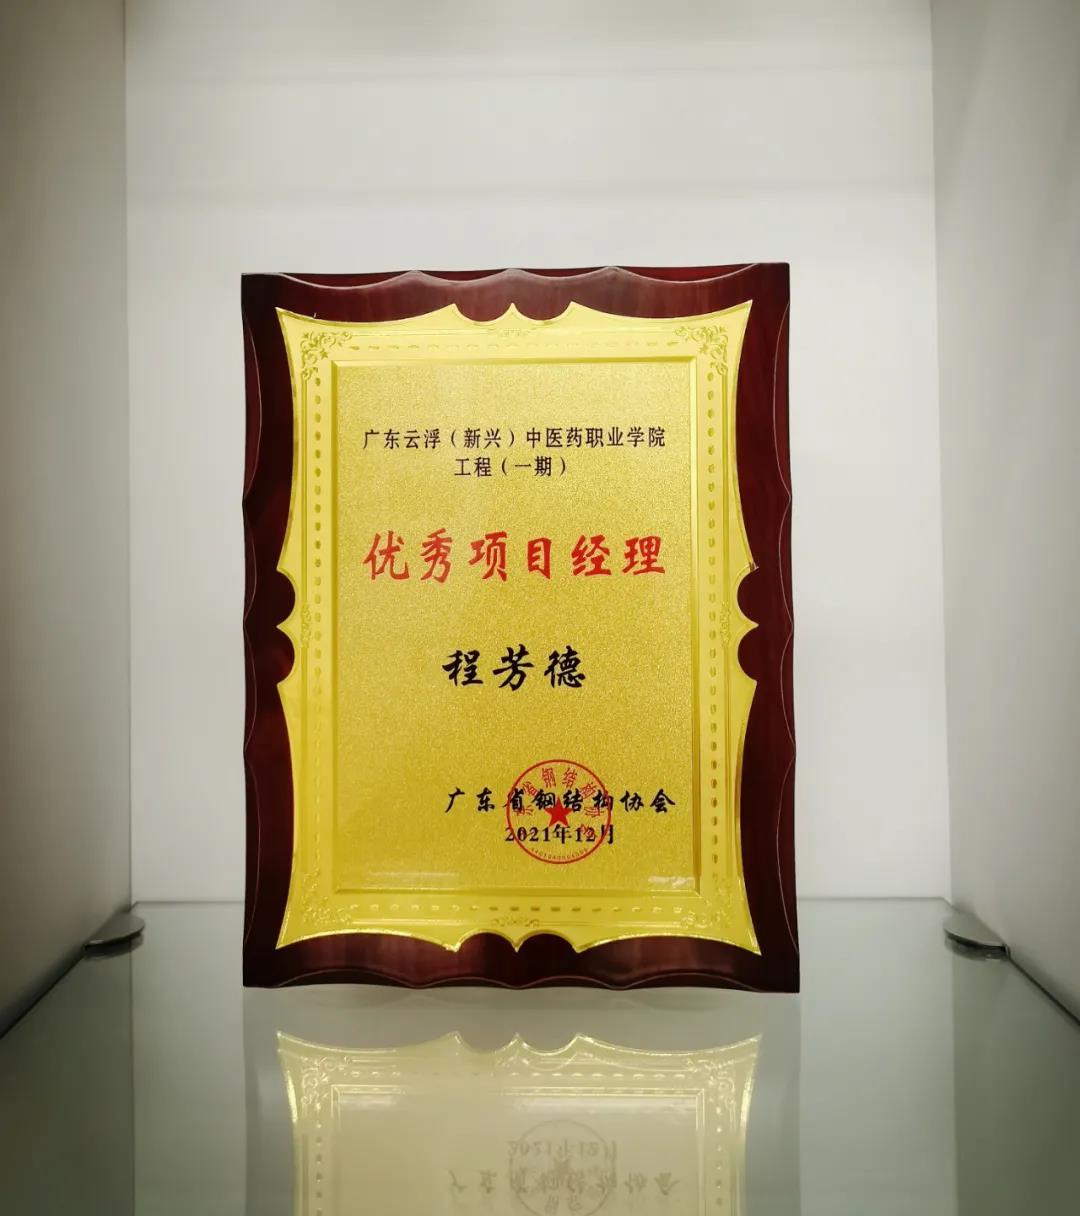 广东云浮（新兴）中医药职业学院
工程（一期）
优秀项目经理
程芳德
广东省钢结构协会
2021年12月